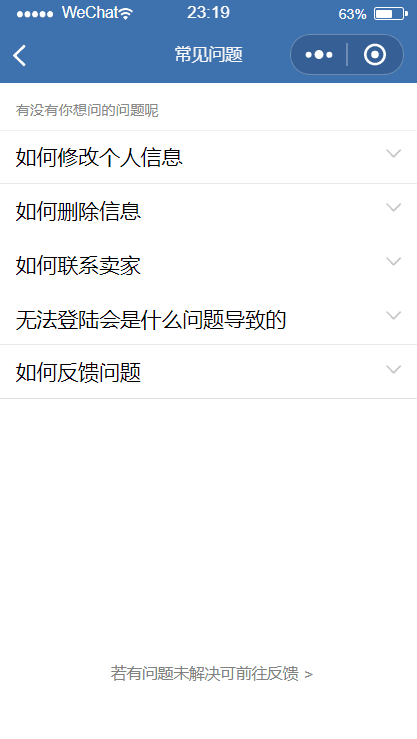 WeChat
23:19
63%
常见问题
有没有你想问的问题呢
如何修改个人信息
如何删除信息
如何联系卖家
无法登陆会是什么问题导致的
如何反馈问题
若有问题未解决可前往反馈 >